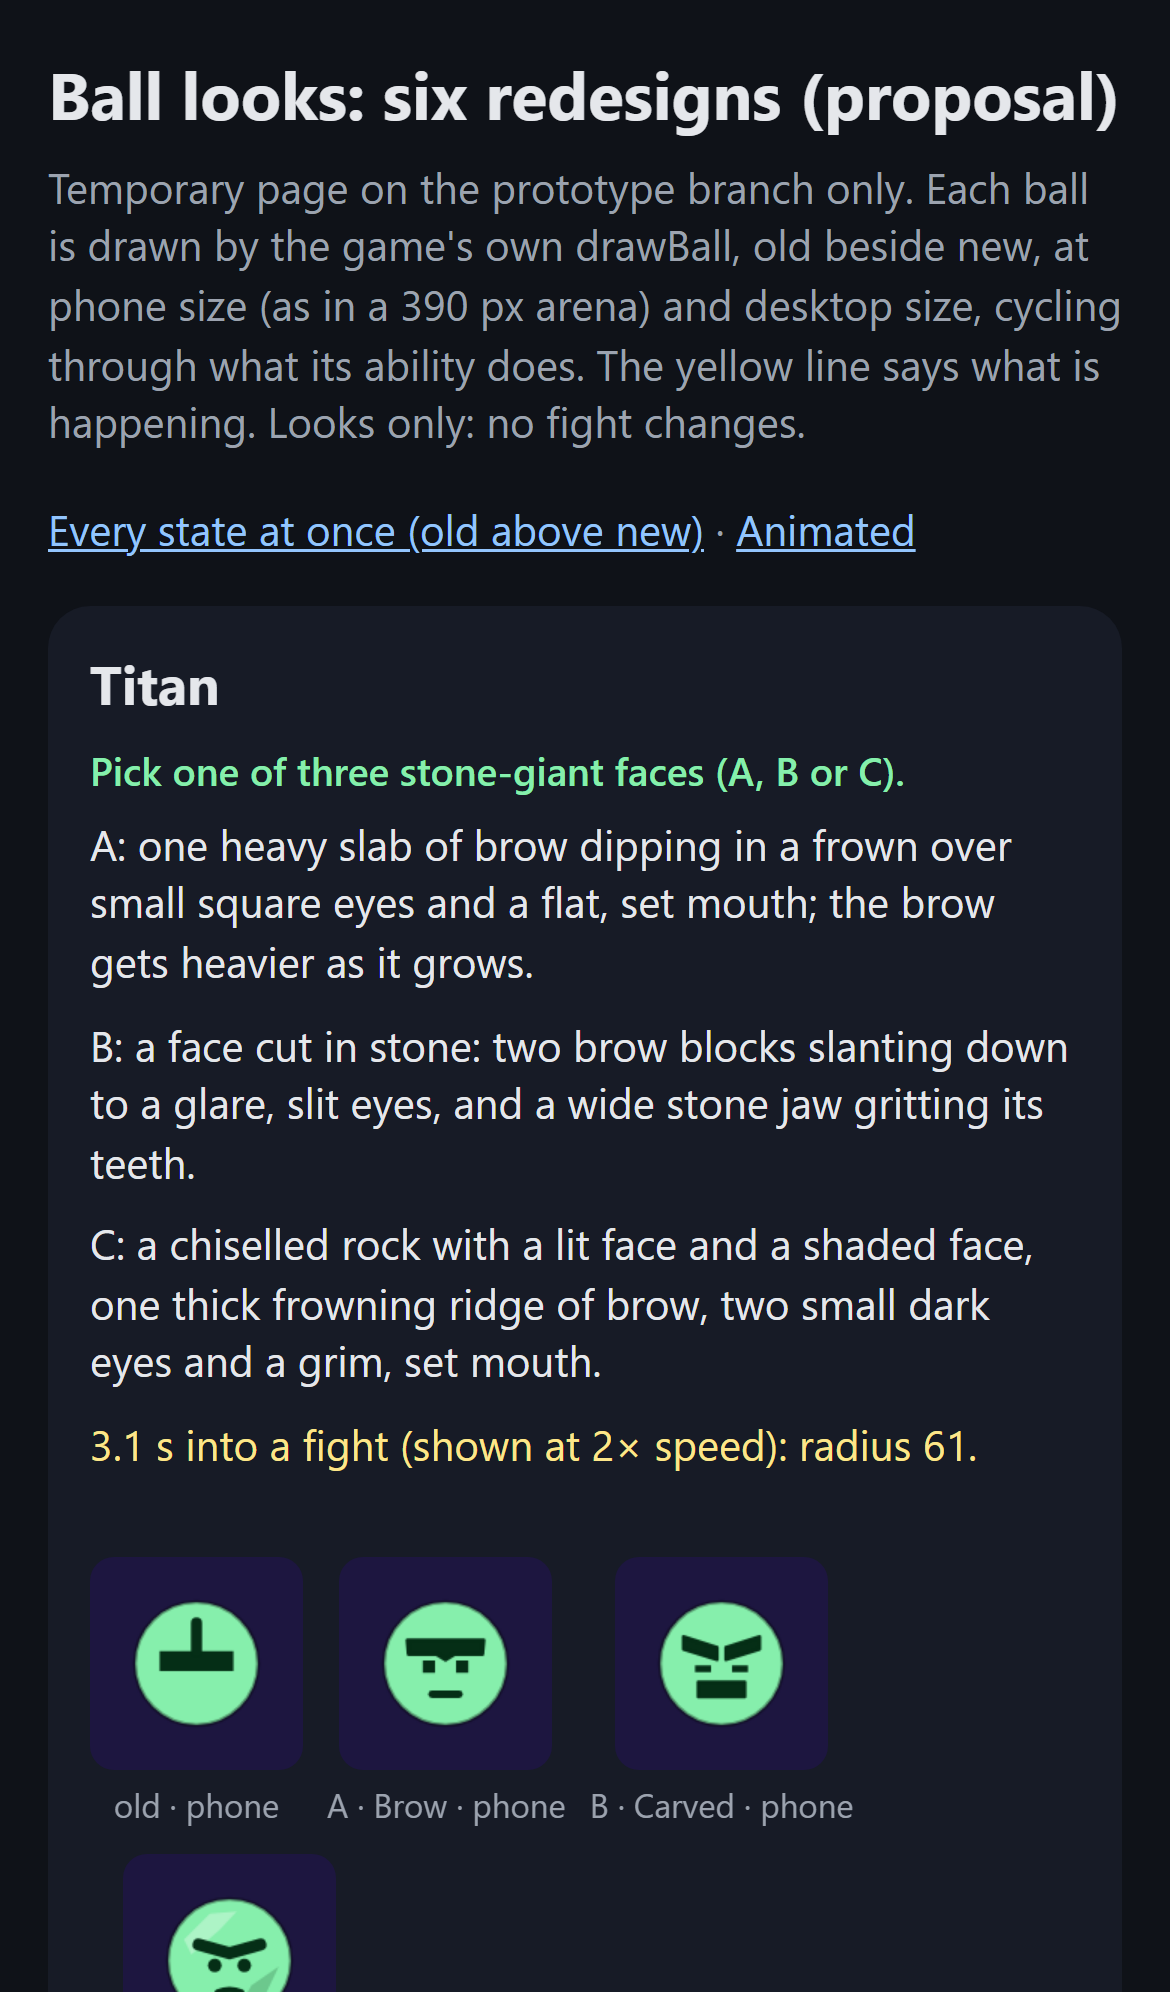 Ball looks: six redesigns (proposal)
Temporary page on the prototype branch only. Each ball
is drawn by the game's own drawBall, old beside new, at
phone size (as in a 390 px arena) and desktop size, cycling
through what its ability does. The yellow line says what is
happening. Looks only: no fight changes.
Every state at once (old above new) · Animated
Titan
Pick one of three stone-giant faces (A, B or C).
A: one heavy slab of brow dipping in a frown over
small square eyes and a flat, set mouth; the brow
gets heavier as it grows.
B: a face cut in stone: two brow blocks slanting down
to a glare, slit eyes, and a wide stone jaw gritting its
teeth.
C: a chiselled rock with a lit face and a shaded face,
one thick frowning ridge of brow, two small dark
eyes and a grim, set mouth.
3.1 s into a fight (shown at 2× speed): radius 61.
old · phone
A · Brow · phone
B · Carved · phone